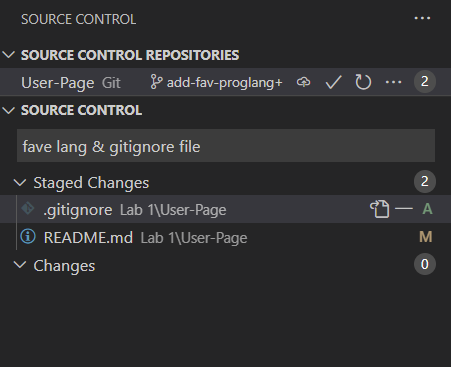 SOURCE CONTROL
SOURCE CONTROL REPOSITORIES
User-Page Git add-fav-proglang+ 2
SOURCE CONTROL
fave lang & gitignore file
Staged Changes 2
.gitignore Lab 1\User-Page A
README.md Lab 1\User-Page M
Changes 0